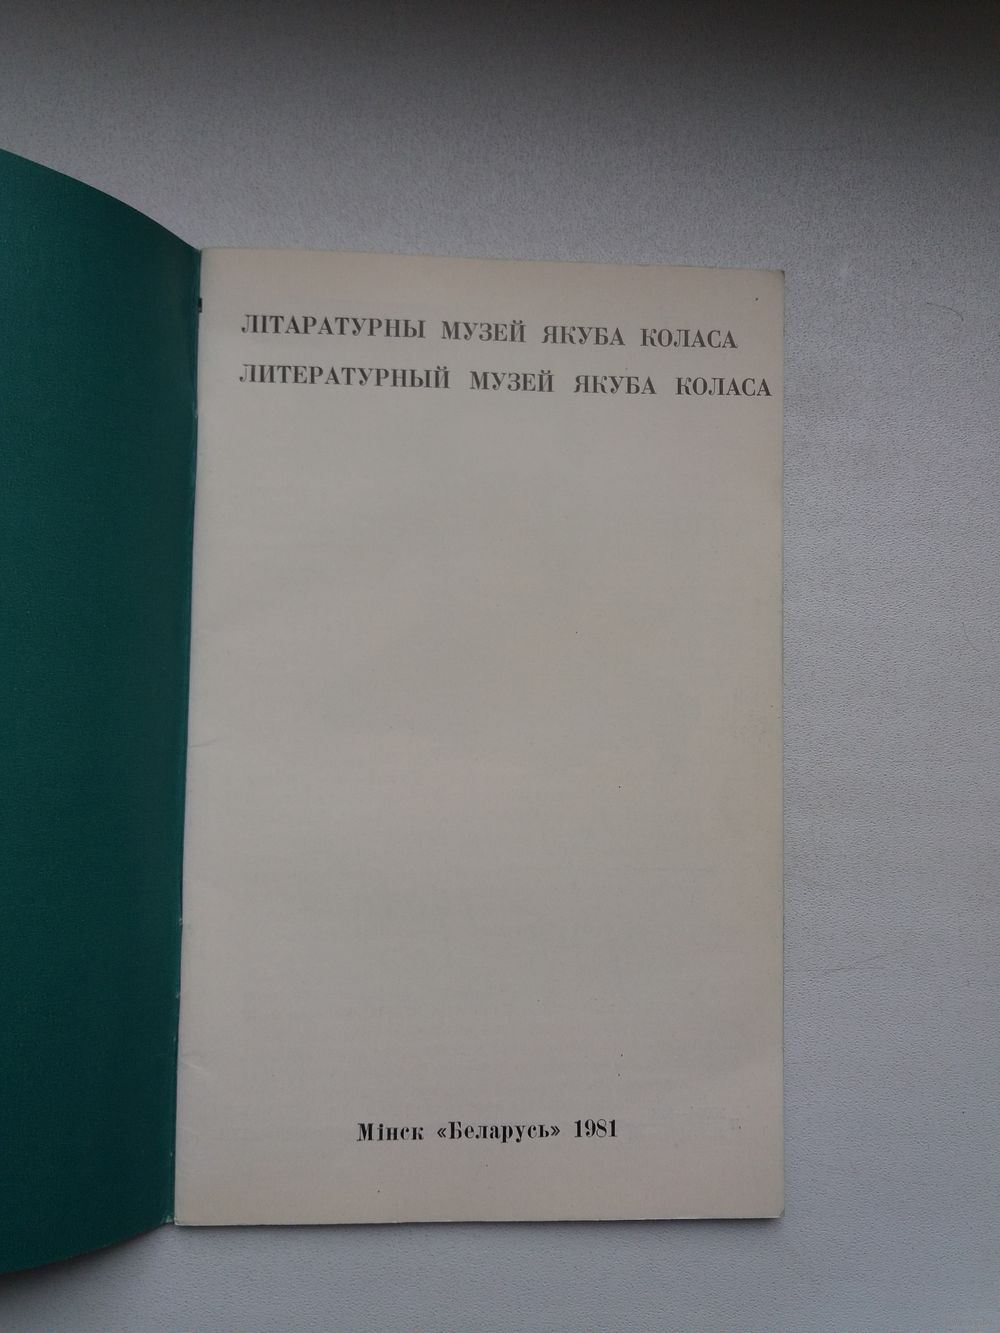 ЛІТАРАТУРНЫ МУЗЕЙ ЯКУБА КОЛАСА
ЛИТЕРАТУРНЫЙ МУЗЕЙ ЯКУБА КОЛАСА
Мінск «Беларусь» 1981